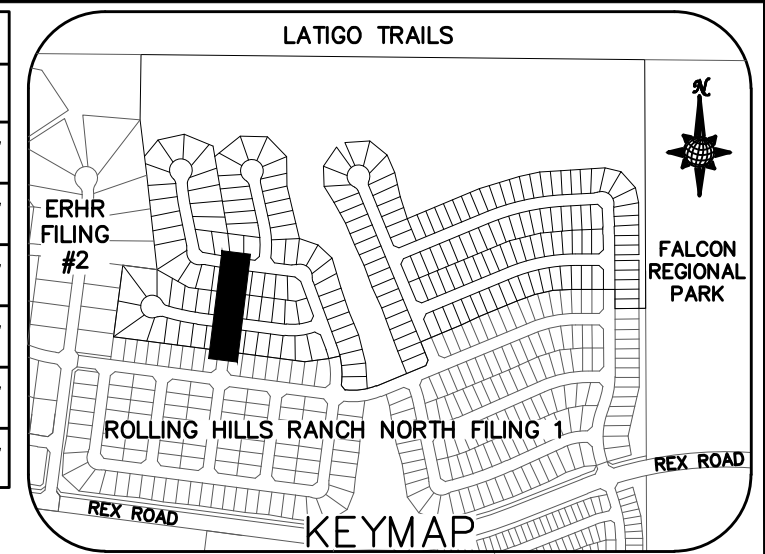 LATIGO TRAILS
N
ERHR
FILING
#2
FALCON
REGIONAL
PARK
ROLLING HILLS RANCH NORTH FILING 1
REX ROAD
REX ROAD
KEYMAP